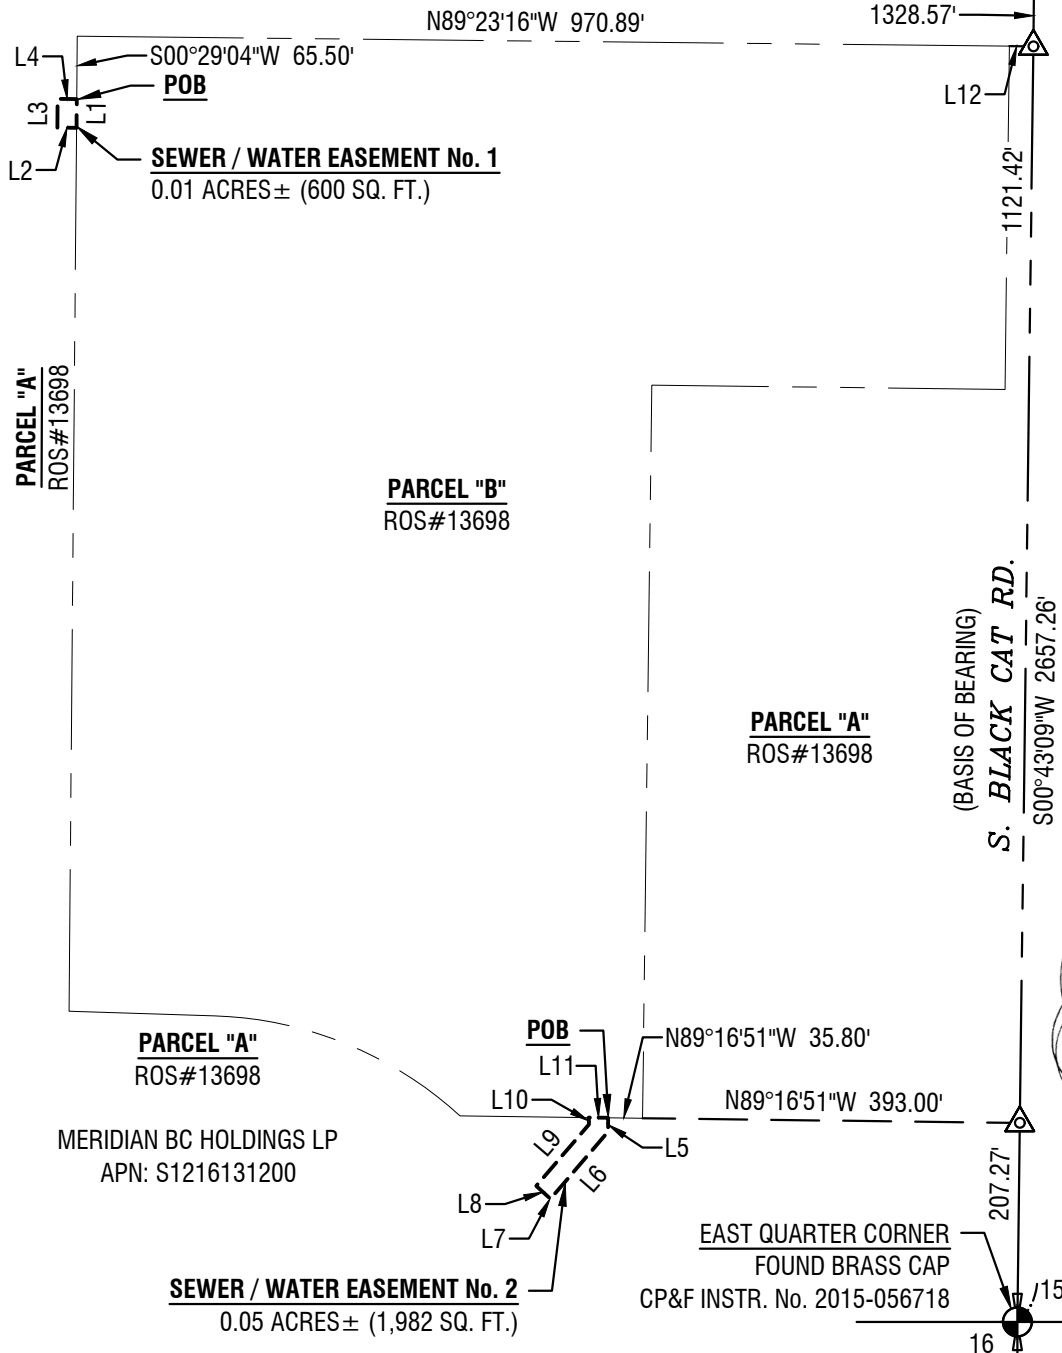 N89°23'16"W 970.89'
1328.57'
L4
S00°29'04"W 65.50'
POB
L12
L3
L1
L2
SEWER / WATER EASEMENT No. 1
0.01 ACRES± (600 SQ. FT.)
1121.42'
PARCEL "A"
ROS#13698
PARCEL "B"
ROS#13698
(BASIS OF BEARING)
S. BLACK CAT RD.
S00°43'09"W 2657.26'
PARCEL "A"
ROS#13698
PARCEL "A"
ROS#13698
POB
N89°16'51"W 35.80'
L11
L10
N89°16'51"W 393.00'
MERIDIAN BC HOLDINGS LP
APN: S1216131200
L9
L6
L5
L8
L7
207.27'
EAST QUARTER CORNER
FOUND BRASS CAP
CP&F INSTR. No. 2015-056718
SEWER / WATER EASEMENT No. 2
0.05 ACRES± (1,982 SQ. FT.)
15
16